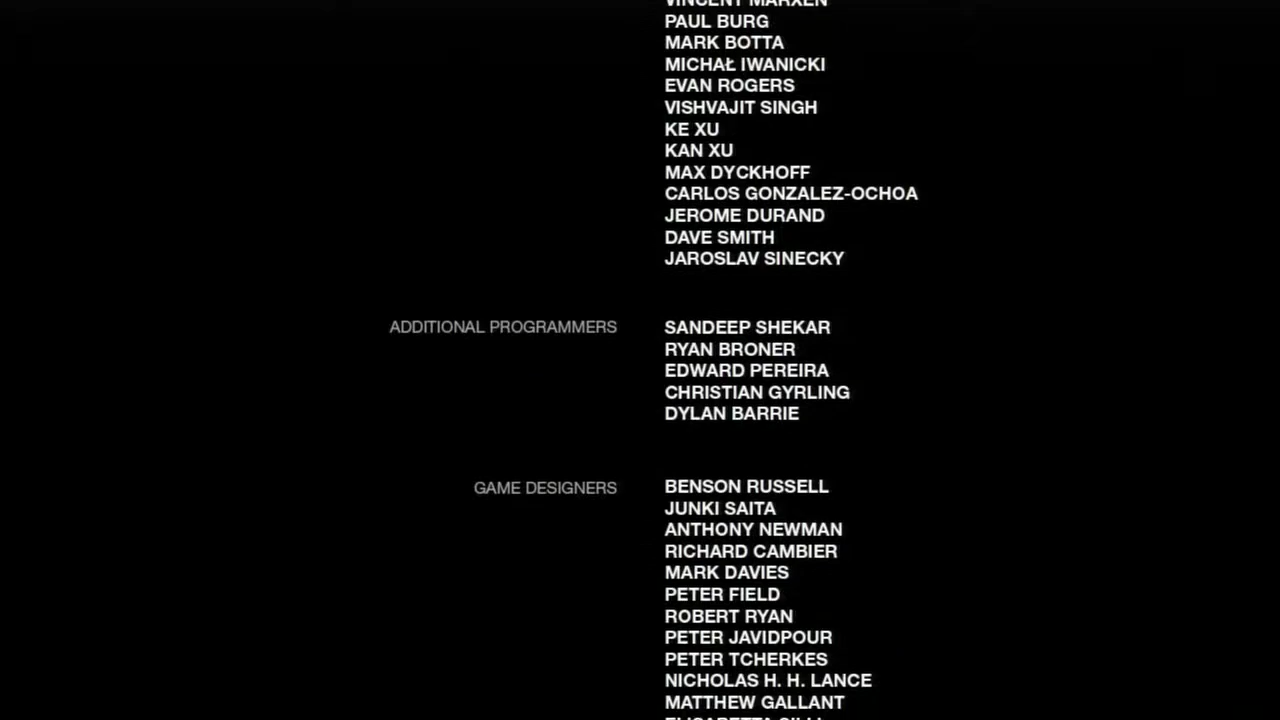 VINCENT MARXEN
PAUL BURG
MARK BOTTA
MICHAŁ IWANICKI
EVAN ROGERS
VISHVAJIT SINGH
KE XU
KAN XU
MAX DYCKHOFF
CARLOS GONZALEZ-OCHOA
JEROME DURAND
DAVE SMITH
JAROSLAV SINECKY
ADDITIONAL PROGRAMMERS SANDEEP SHEKAR
RYAN BRONER
EDWARD PEREIRA
CHRISTIAN GYRLING
DYLAN BARRIE
GAME DESIGNERS BENSON RUSSELL
JUNKI SAITA
ANTHONY NEWMAN
RICHARD CAMBIER
MARK DAVIES
PETER FIELD
ROBERT RYAN
PETER JAVIDPOUR
PETER TCHERKES
NICHOLAS H. H. LANCE
MATTHEW GALLANT